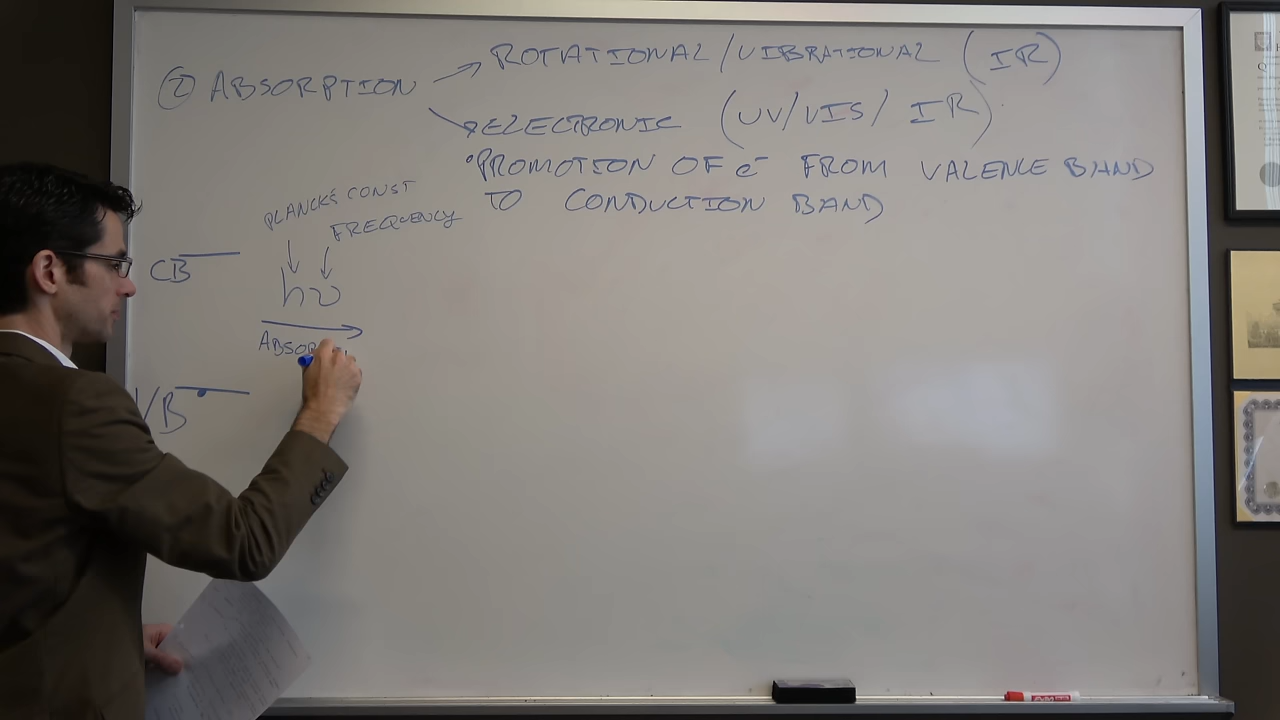 ② ABSORPTION → ROTATIONAL/VIBRATIONAL (IR)
ELECTRONIC (UV/VIS/ IR)
•PROMOTION OF e⁻ FROM VALENCE BAND
TO CONDUCTION BAND
PLANCK'S CONST
FREQUENCY
CB
hν
VB